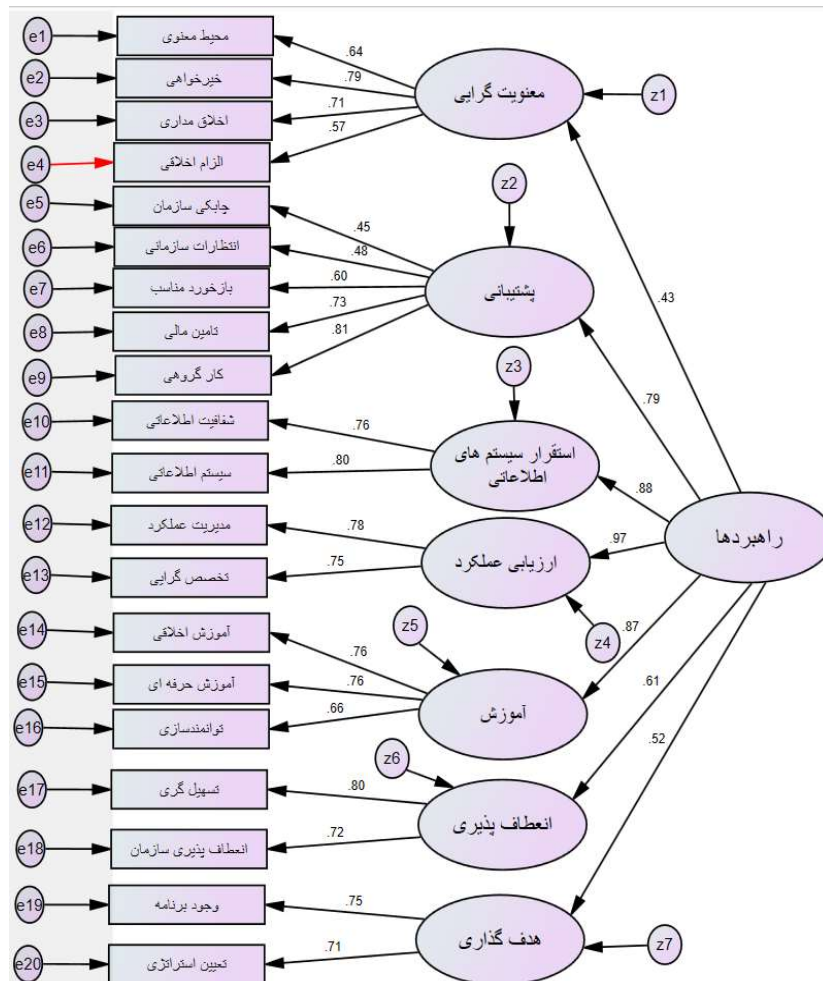 e1
محیط معنوی
.64
e2
خیرخواهی
.79
معنویت گرایی
z1
e3
اخلاق مداری
.71
e4
الزام اخلاقی
.57
z2
e5
چابکی سازمان
.45
e6
انتظارات سازمانی
.48
e7
بازخورد مناسب
.60
پشتیبانی
.43
e8
تامین مالی
.73
e9
کار گروهی
.81
z3
.79
e10
شفافیت اطلاعاتی
.76
استقرار سیستم های
اطلاعاتی
e11
سیستم اطلاعاتی
.80
.88
e12
مدیریت عملکرد
.78
راهبردها
.97
ارزیابی عملکرد
e13
تخصص گرایی
.75
z4
e14
آموزش اخلاقی
.76
z5
.87
e15
آموزش حرفه ای
.76
.61
e16
توانمندسازی
.66
آموزش
.52
z6
e17
تسهیل گری
.80
انعطاف پذیری
e18
انعطاف پذیری سازمان
.72
e19
وجود برنامه
.75
هدف گذاری
z7
e20
تعیین استراتژی
.71